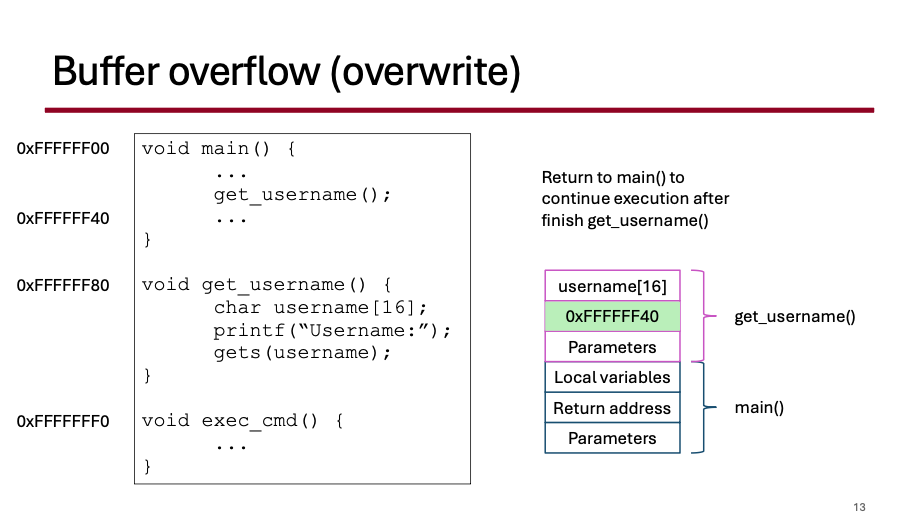 Buffer overflow (overwrite)
0xFFFFFF00
void main() {
...
get_username();
0xFFFFFF40
...
}
0xFFFFFF80
void get_username() {
char username[16];
printf(“Username:”);
gets(username);
}
0xFFFFFFF0
void exec_cmd() {
...
}
Return to main() to
continue execution after
finish get_username()
username[16]
0xFFFFFF40
Parameters
get_username()
Local variables
Return address
Parameters
main()
13